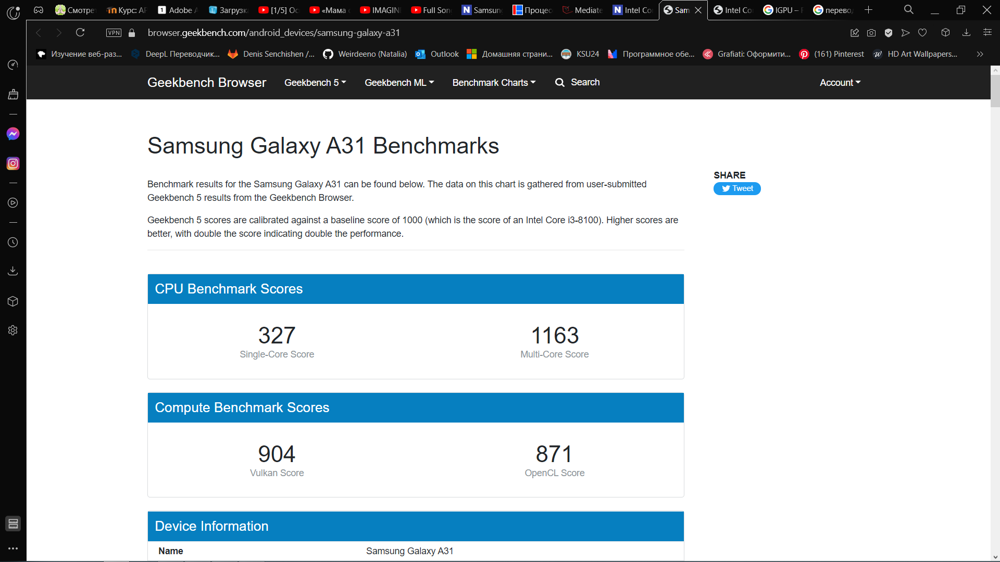 Смотре
Курс: AF
Adobe A
Загрузк
[1/5] Ос
«Мама
IMAGIN
Full Son
Samsun
Процес
Mediate
Intel Co
Sam
Intel Co
IGPU –
перево
VPN
browser.geekbench.com/android_devices/samsung-galaxy-a31
Изучение веб-раз...
DeepL Переводчик...
Denis Senchishen /...
Weirdeeno (Natalia)
Outlook
Домашняя страни...
KSU24
Программное обе...
Grafiati: Оформити...
(161) Pinterest
HD Art Wallpapers...
Geekbench Browser
Geekbench 5
Geekbench ML
Benchmark Charts
Search
Account
Samsung Galaxy A31 Benchmarks
Benchmark results for the Samsung Galaxy A31 can be found below. The data on this chart is gathered from user-submitted
Geekbench 5 results from the Geekbench Browser.
Geekbench 5 scores are calibrated against a baseline score of 1000 (which is the score of an Intel Core i3-8100). Higher scores are
better, with double the score indicating double the performance.
SHARE
Tweet
CPU Benchmark Scores
327
Single-Core Score
1163
Multi-Core Score
Compute Benchmark Scores
904
Vulkan Score
871
OpenCL Score
Device Information
Name
Samsung Galaxy A31